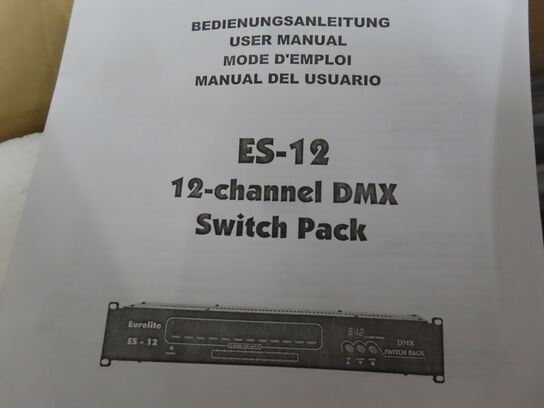 BEDIENUNGSANLEITUNG
USER MANUAL
MODE D'EMPLOI
MANUAL DEL USUARIO
ES-12
12-channel DMX
Switch Pack
Eurolite
ES - 12
DMX
SWITCH PACK